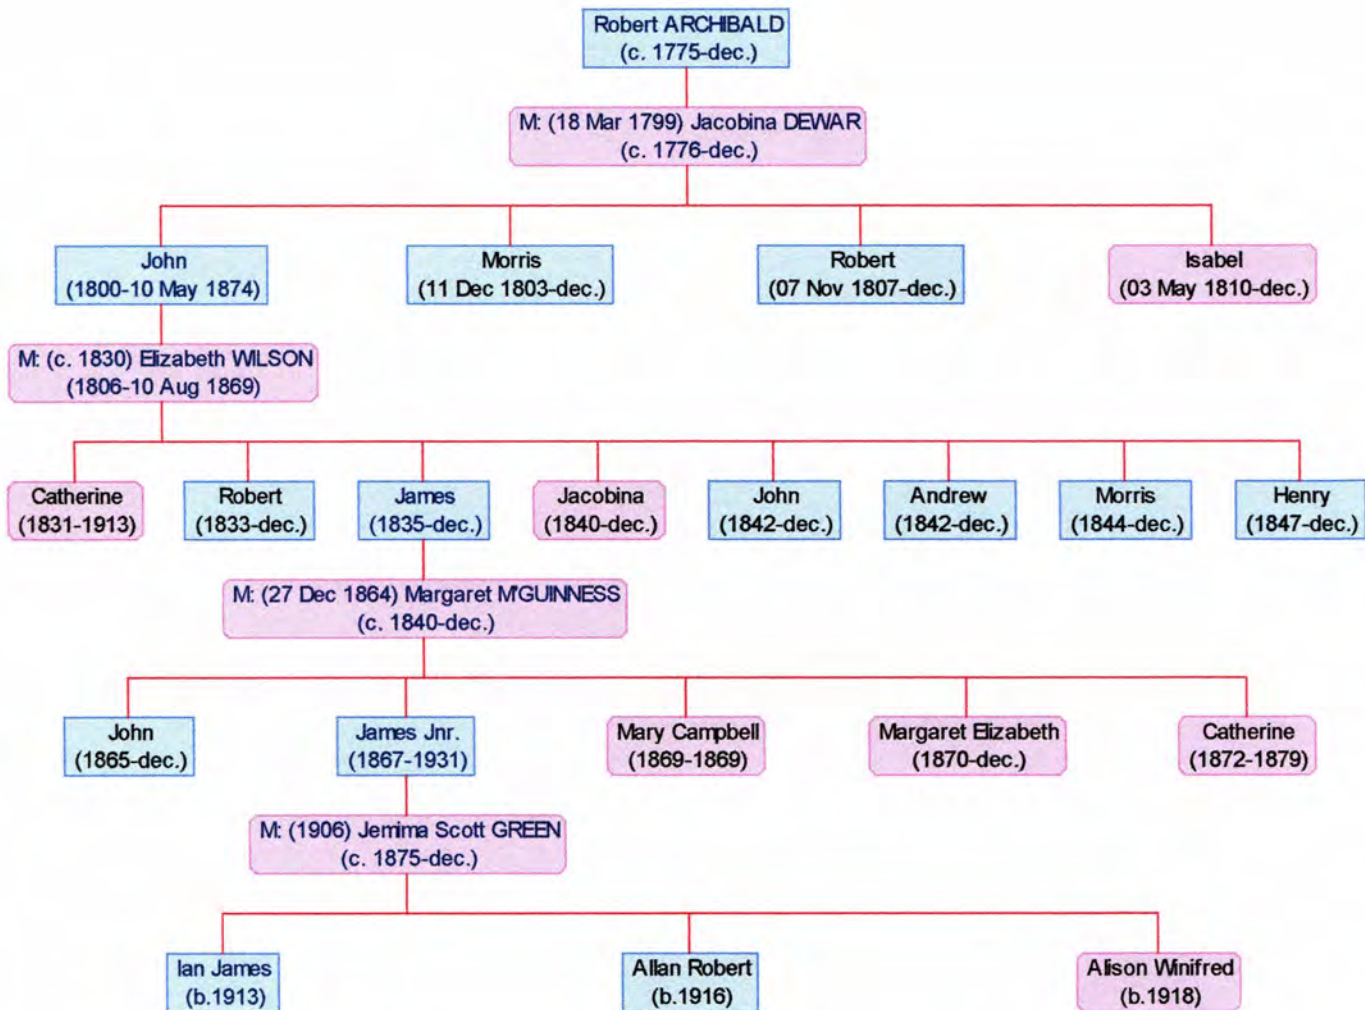 Robert ARCHIBALD
(c. 1775-dec.)
M: (18 Mar 1799) Jacobina DEWAR
(c. 1776-dec.)
John
(1800-10 May 1874)
Morris
(11 Dec 1803-dec.)
Robert
(07 Nov 1807-dec.)
Isabel
(03 May 1810-dec.)
M: (c. 1830) Elizabeth WILSON
(1806-10 Aug 1869)
Catherine
(1831-1913)
Robert
(1833-dec.)
James
(1835-dec.)
Jacobina
(1840-dec.)
John
(1842-dec.)
Andrew
(1842-dec.)
Morris
(1844-dec.)
Henry
(1847-dec.)
M: (27 Dec 1864) Margaret M'GUINNESS
(c. 1840-dec.)
John
(1865-dec.)
James Jnr.
(1867-1931)
Mary Campbell
(1869-1869)
Margaret Elizabeth
(1870-dec.)
Catherine
(1872-1879)
M: (1906) Jemima Scott GREEN
(c. 1875-dec.)
Ian James
(b.1913)
Allan Robert
(b.1916)
Alison Winifred
(b.1918)